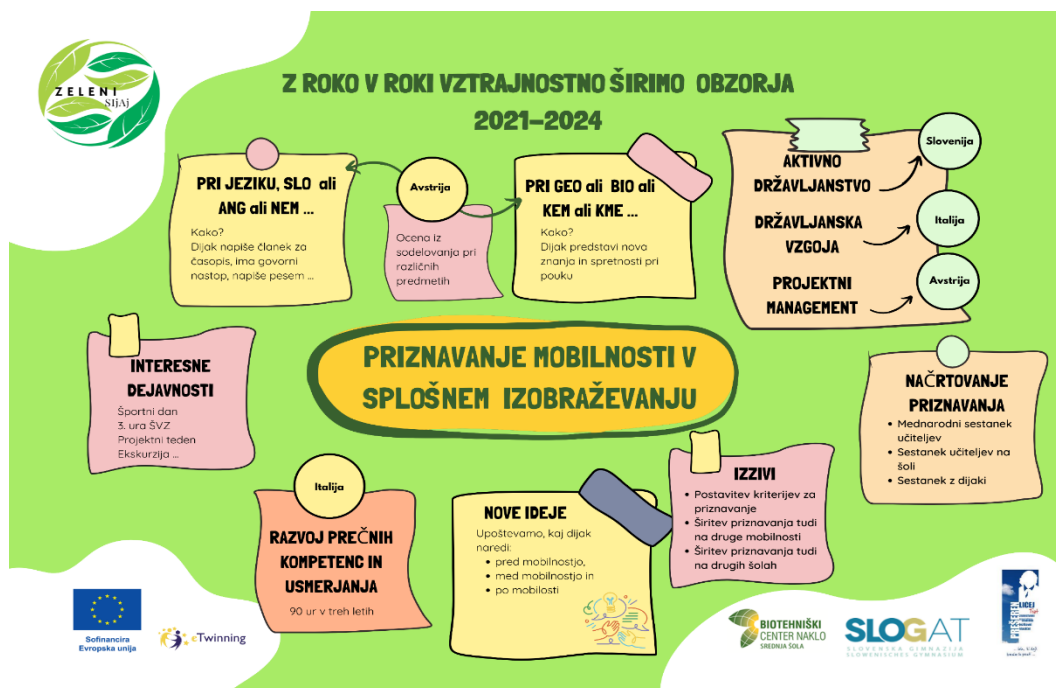 ZELENI
SIjAj
Z ROKO V ROKI VZTRAJNOSTNO ŠIRIMO OBZORJA
2021–2024
PRI JEZIKU, SLO ali
ANG ali NEM ...
Kako?
Dijak napiše članek za
časopis, ima govorni
nastop, napiše pesem ...
Avstrija
Ocena iz
sodelovanja pri
različnih
predmetih
PRI GEO ali BIO ali
KEM ali KME ...
Kako?
Dijak predstavi nova
znanja in spretnosti pri
pouku
AKTIVNO
DRŽAVLJANSTVO
Slovenija
DRŽAVLJANSKA
VZGOJA
Italija
PROJEKTNI
MANAGEMENT
Avstrija
PRIZNAVANJE MOBILNOSTI V
SPLOŠNEM IZOBRAŽEVANJU
INTERESNE
DEJAVNOSTI
Športni dan
3. ura ŠVZ
Projektni teden
Ekskurzija ...
NAČRTOVANJE
PRIZNAVANJA
• Mednarodni sestanek
učiteljev
• Sestanek učiteljev na
šoli
• Sestanek z dijaki
Italija
RAZVOJ PREČNIH
KOMPETENC IN
USMERJANJA
90 ur v treh letih
NOVE IDEJE
Upoštevamo, kaj dijak
naredi:
• pred mobilnostjo,
• med mobilnostjo in
• po mobilosti
IZZIVI
• Postavitev kriterijev za
priznavanje
• Širitev priznavanja tudi
na druge mobilnosti
• Širitev priznavanja tudi
na drugih šolah
Sofinancira
Evropska unija
eTwinning
BIOTEHNIŠKI
CENTER NAKLO
SREDNJA ŠOLA
SLOGAT
SLOVENSKA GIMNAZIJA
SLOWENISCHES GYMNASIUM
PREŠEREN
LICEJ